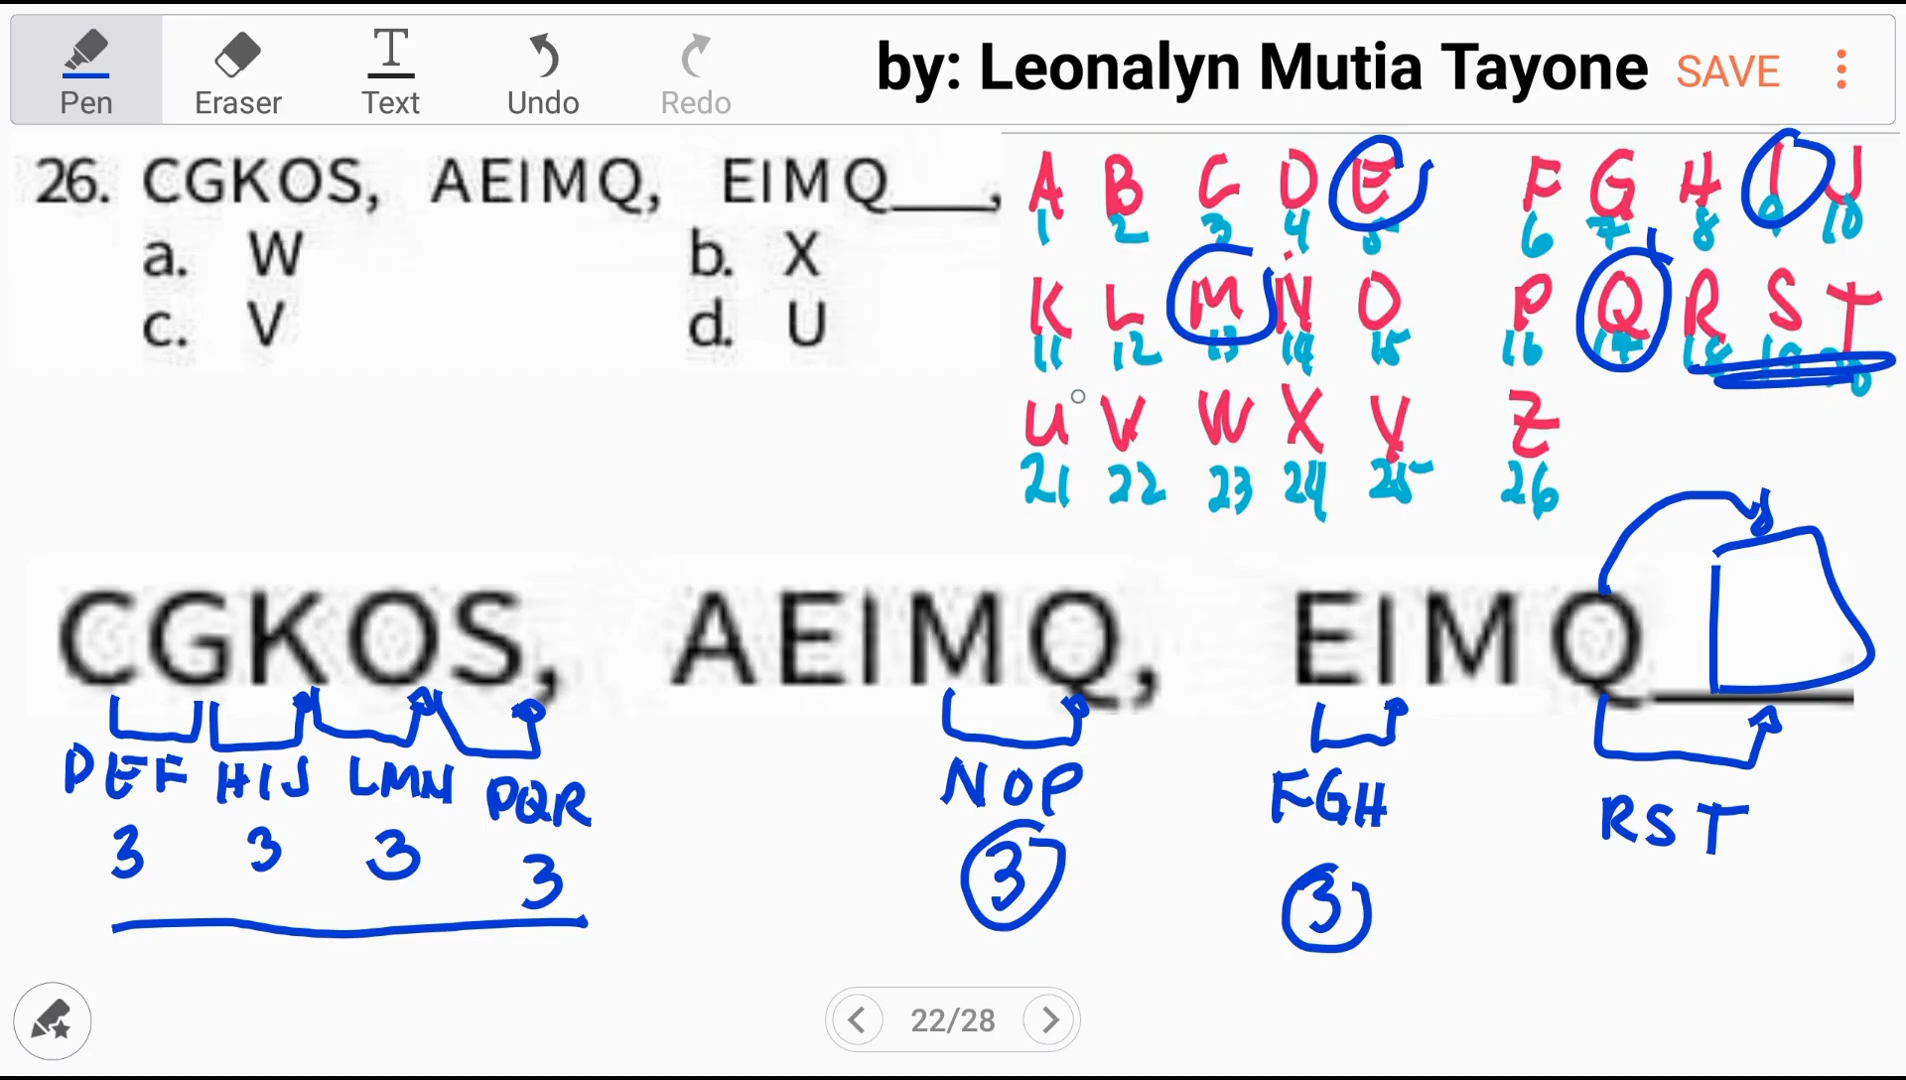 Pen Eraser Text Undo Redo by: Leonalyn Mutia Tayone SAVE
26. CGKOS, AEIMQ, EIMQ___,
a. W b. X
c. V d. U
A B C D E F G H I J
1 2 3 4 5 6 7 8 9 10
K L M N O P Q R S T
11 12 13 14 15 16 17 18 19 20
U V W X Y Z
21 22 23 24 25 26
CGKOS, AEIMQ, EIMQ___
DEF HIJ LMN PQR NOP FGH RST
3 3 3 3 3 3
22/28